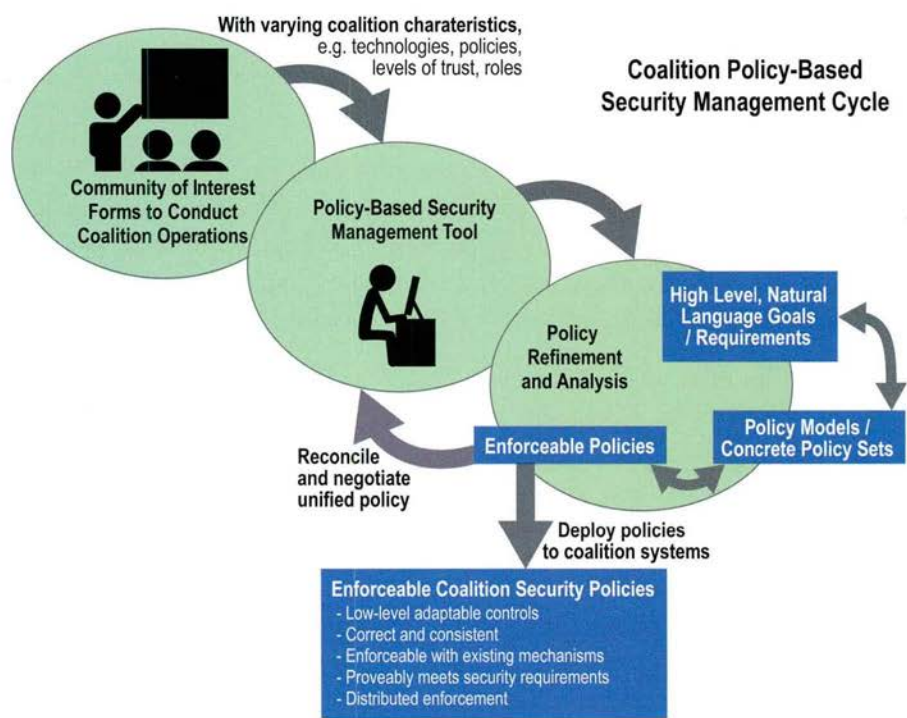 With varying coalition charateristics,
e.g. technologies, policies,
levels of trust, roles
Coalition Policy-Based
Security Management Cycle
Community of Interest
Forms to Conduct
Coalition Operations
Policy-Based Security
Management Tool
High Level, Natural
Language Goals
/ Requirements
Policy
Refinement
and Analysis
Policy Models /
Concrete Policy Sets
Enforceable Policies
Reconcile
and negotiate
unified policy
Deploy policies
to coalition systems
Enforceable Coalition Security Policies
- Low-level adaptable controls
- Correct and consistent
- Enforceable with existing mechanisms
- Proveably meets security requirements
- Distributed enforcement